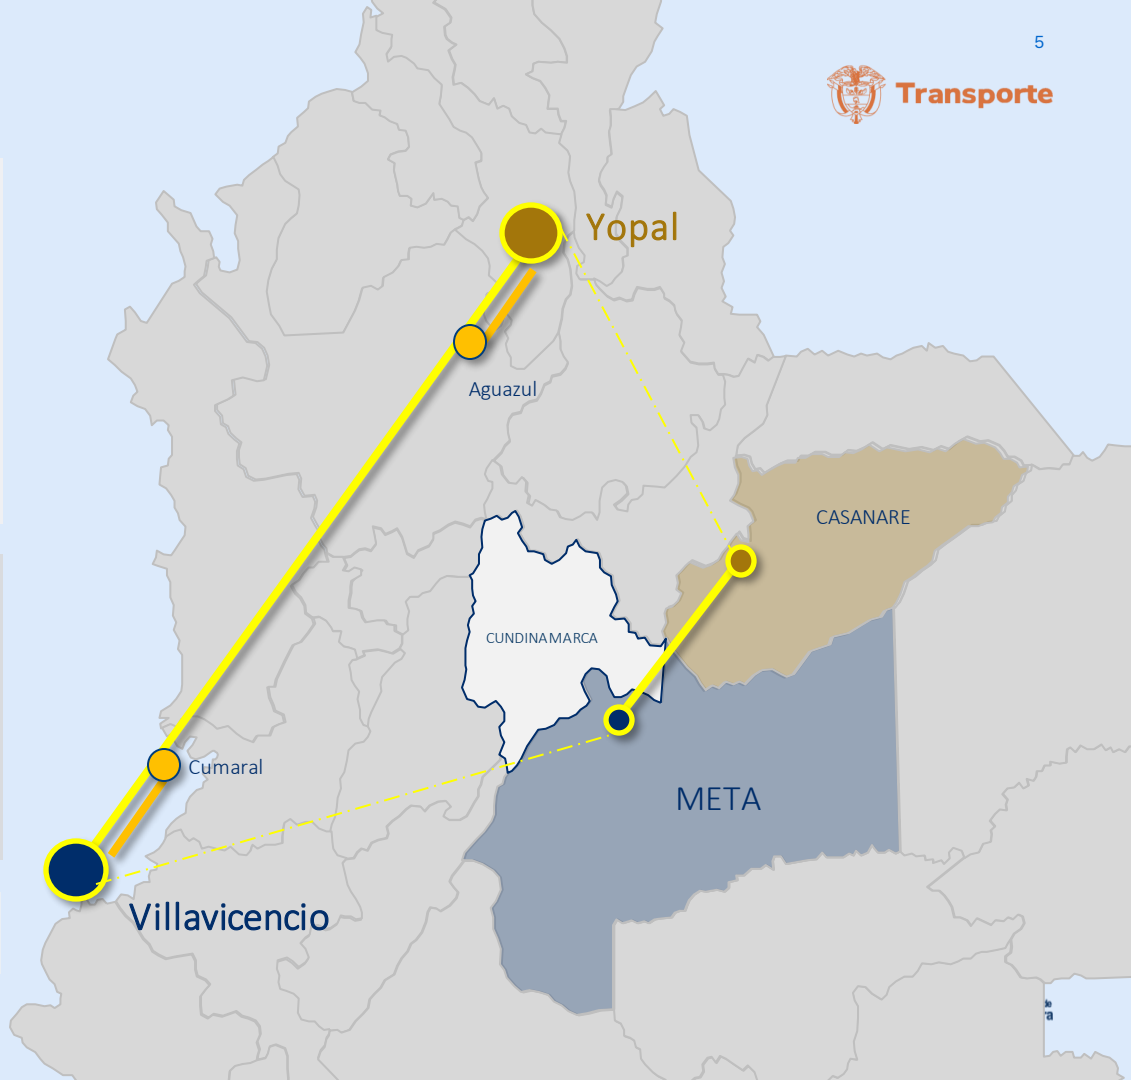 5
Transporte
Yopal
Aguazul
CASANARE
CUNDINAMARCA
Cumaral
META
Villavicencio